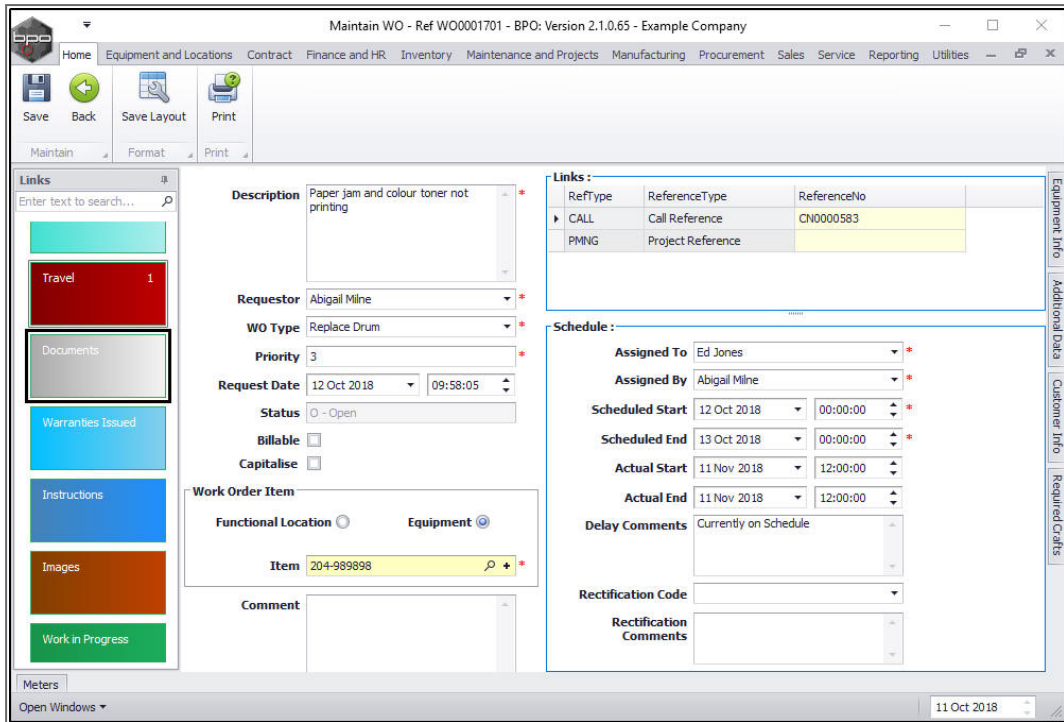 Maintain WO - Ref WO0001701 - BPO: Version 2.1.0.65 - Example Company
bpo
Home Equipment and Locations Contract Finance and HR Inventory Maintenance and Projects Manufacturing Procurement Sales Service Reporting Utilities
Save Back Save Layout Print
Maintain Format Print
Links
Enter text to search...
Travel 1
Documents
Warranties Issued
Instructions
Images
Work in Progress
Description Paper jam and colour toner not *
printing
Requestor Abigail Milne *
WO Type Replace Drum *
Priority 3 *
Request Date 12 Oct 2018 09:58:05
Status O - Open
Billable
Capitalise
Work Order Item
Functional Location Equipment
Item 204-989898 *
Comment
Links :
RefType ReferenceType ReferenceNo
CALL Call Reference CN0000583
PMNG Project Reference
Schedule :
Assigned To Ed Jones *
Assigned By Abigail Milne *
Scheduled Start 12 Oct 2018 00:00:00 *
Scheduled End 13 Oct 2018 00:00:00 *
Actual Start 11 Nov 2018 12:00:00
Actual End 11 Nov 2018 12:00:00
Delay Comments Currently on Schedule
Rectification Code
Rectification
Comments
Equipment Info
Additional Data
Customer Info
Required Crafts
Meters
Open Windows
11 Oct 2018